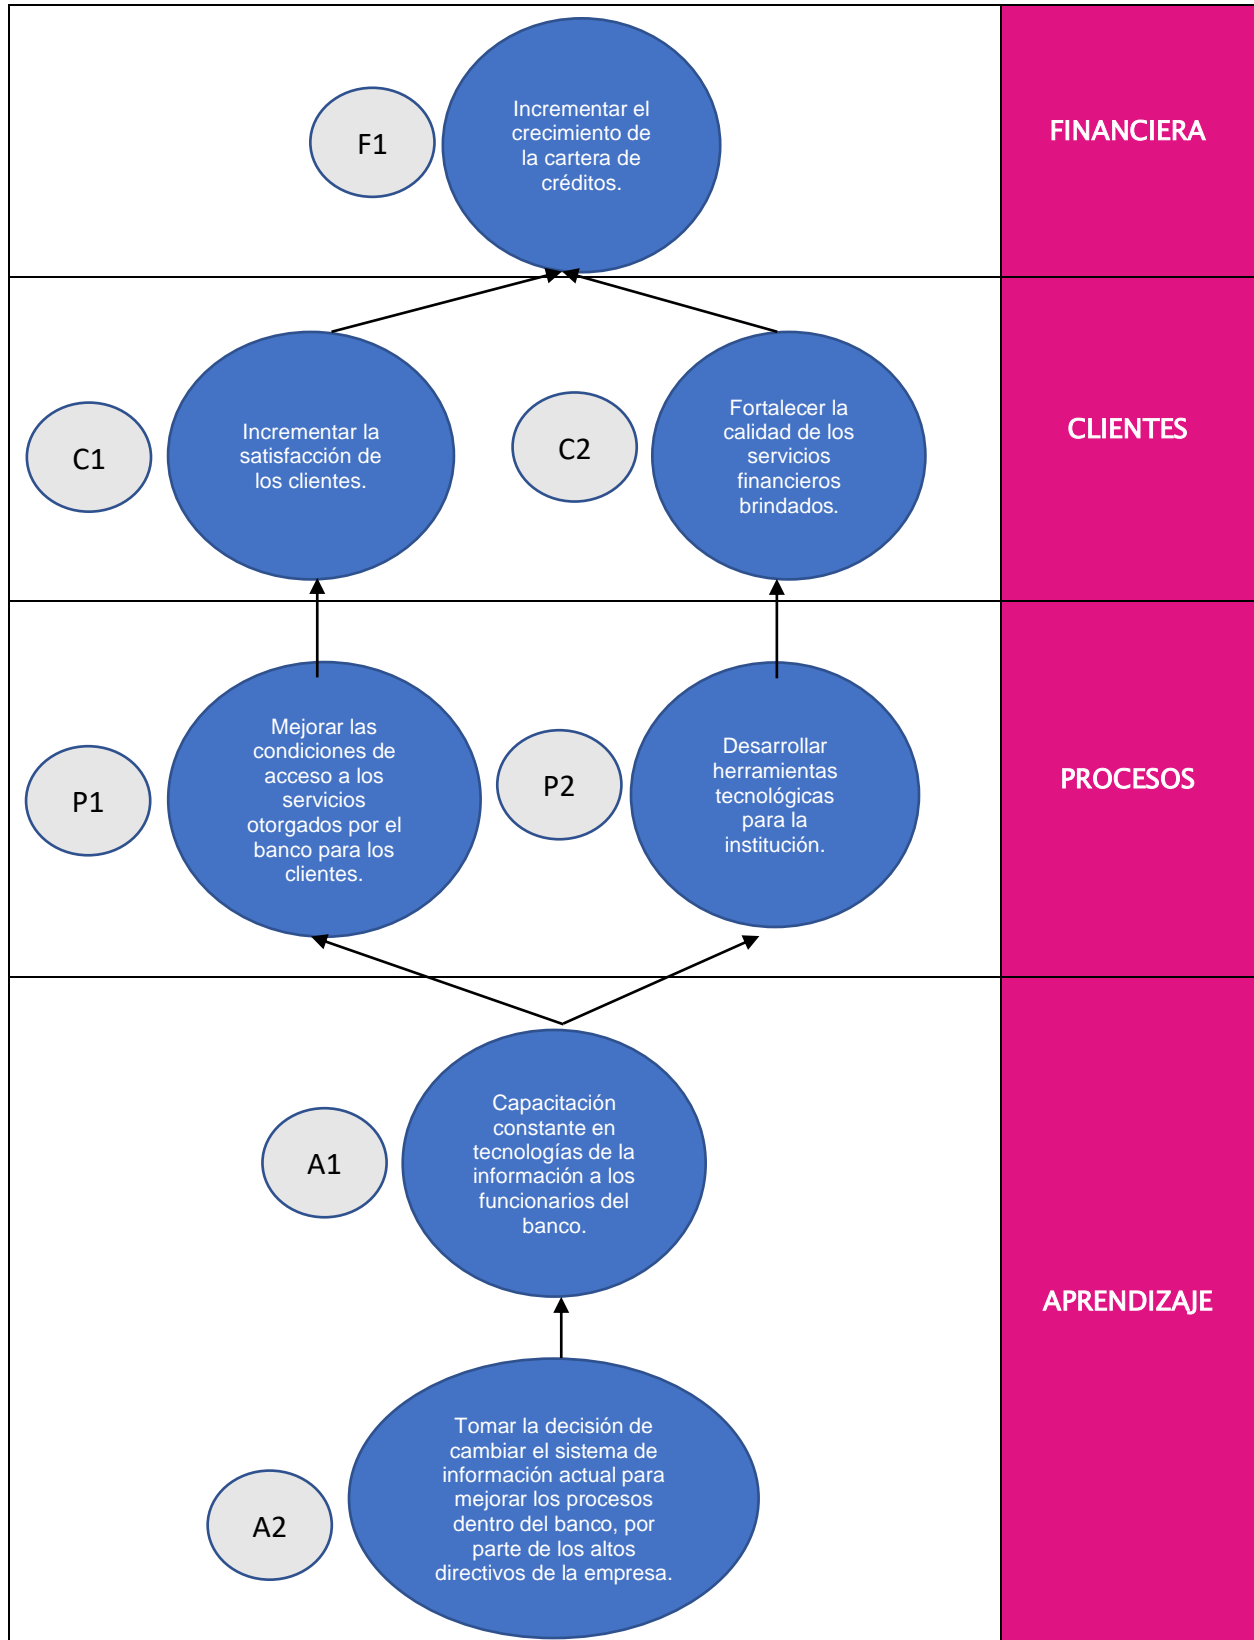 F1
Incrementar el
crecimiento de
la cartera de
créditos.
FINANCIERA
C1
Incrementar la
satisfacción de
los clientes.
C2
Fortalecer la
calidad de los
servicios
financieros
brindados.
CLIENTES
P1
Mejorar las
condiciones de
acceso a los
servicios
otorgados por el
banco para los
clientes.
P2
Desarrollar
herramientas
tecnológicas
para la
institución.
PROCESOS
A1
Capacitación
constante en
tecnologías de la
información a los
funcionarios del
banco.
APRENDIZAJE
A2
Tomar la decisión de
cambiar el sistema de
información actual para
mejorar los procesos
dentro del banco, por
parte de los altos
directivos de la empresa.